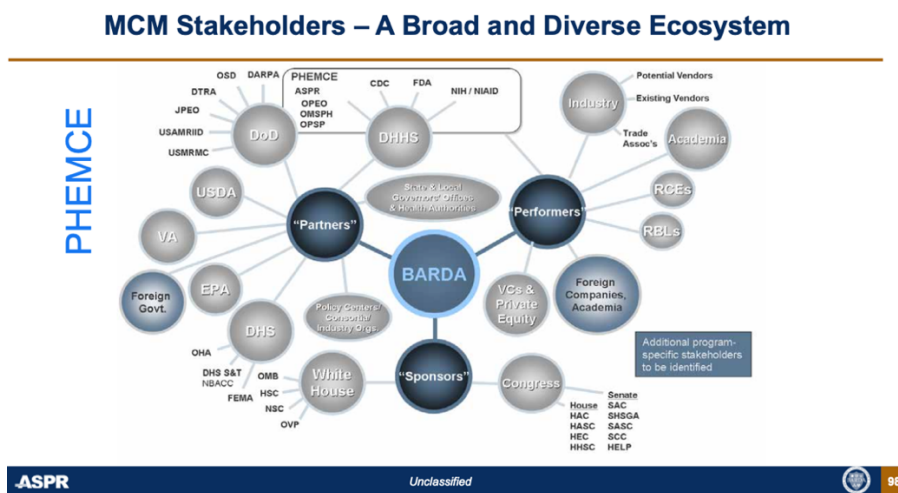 MCM Stakeholders – A Broad and Diverse Ecosystem
PHEMCE
OSD
DARPA
DTRA
JPEO
USAMRIID
USMRMC
DoD
PHEMCE
ASPR
OPEO
OMSPH
OPSP
CDC
FDA
NIH / NIAID
DHHS
Industry
Potential Vendors
Existing Vendors
Trade
Assoc's
Academia
RCEs
RBLs
USDA
VA
Foreign
Govt.
EPA
DHS
OHA
DHS S&T
NBACC
FEMA
"Partners"
State & Local
Governors' Offices
& Health Authorities
"Performers"
BARDA
Policy Centers/
Consortia/
Industry Orgs.
VCs &
Private
Equity
Foreign
Companies,
Academia
Additional program-
specific stakeholders
to be identified
"Sponsors"
White
House
OMB
HSC
NSC
OVP
Congress
House
HAC
HASC
HEC
HHSC
Senate
SAC
SHSGA
SASC
SCC
HELP
ASPR
Unclassified
98